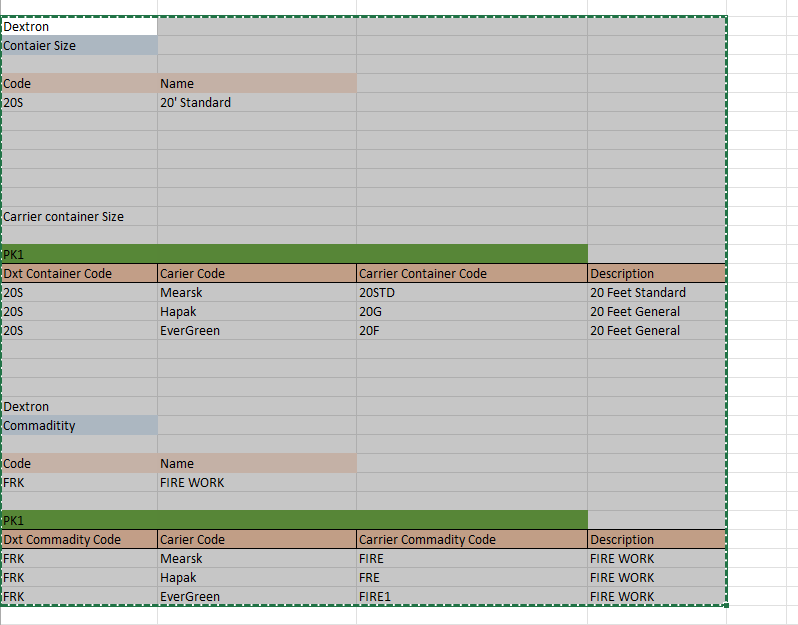 Dextron
Contaier Size
Code Name
20S 20' Standard
Carrier container Size
PK1
Dxt Container Code Carier Code Carrier Container Code Description
20S Mearsk 20STD 20 Feet Standard
20S Hapak 20G 20 Feet General
20S EverGreen 20F 20 Feet General
Dextron
Commaditity
Code Name
FRK FIRE WORK
PK1
Dxt Commadity Code Carier Code Carrier Commadity Code Description
FRK Mearsk FIRE FIRE WORK
FRK Hapak FRE FIRE WORK
FRK EverGreen FIRE1 FIRE WORK